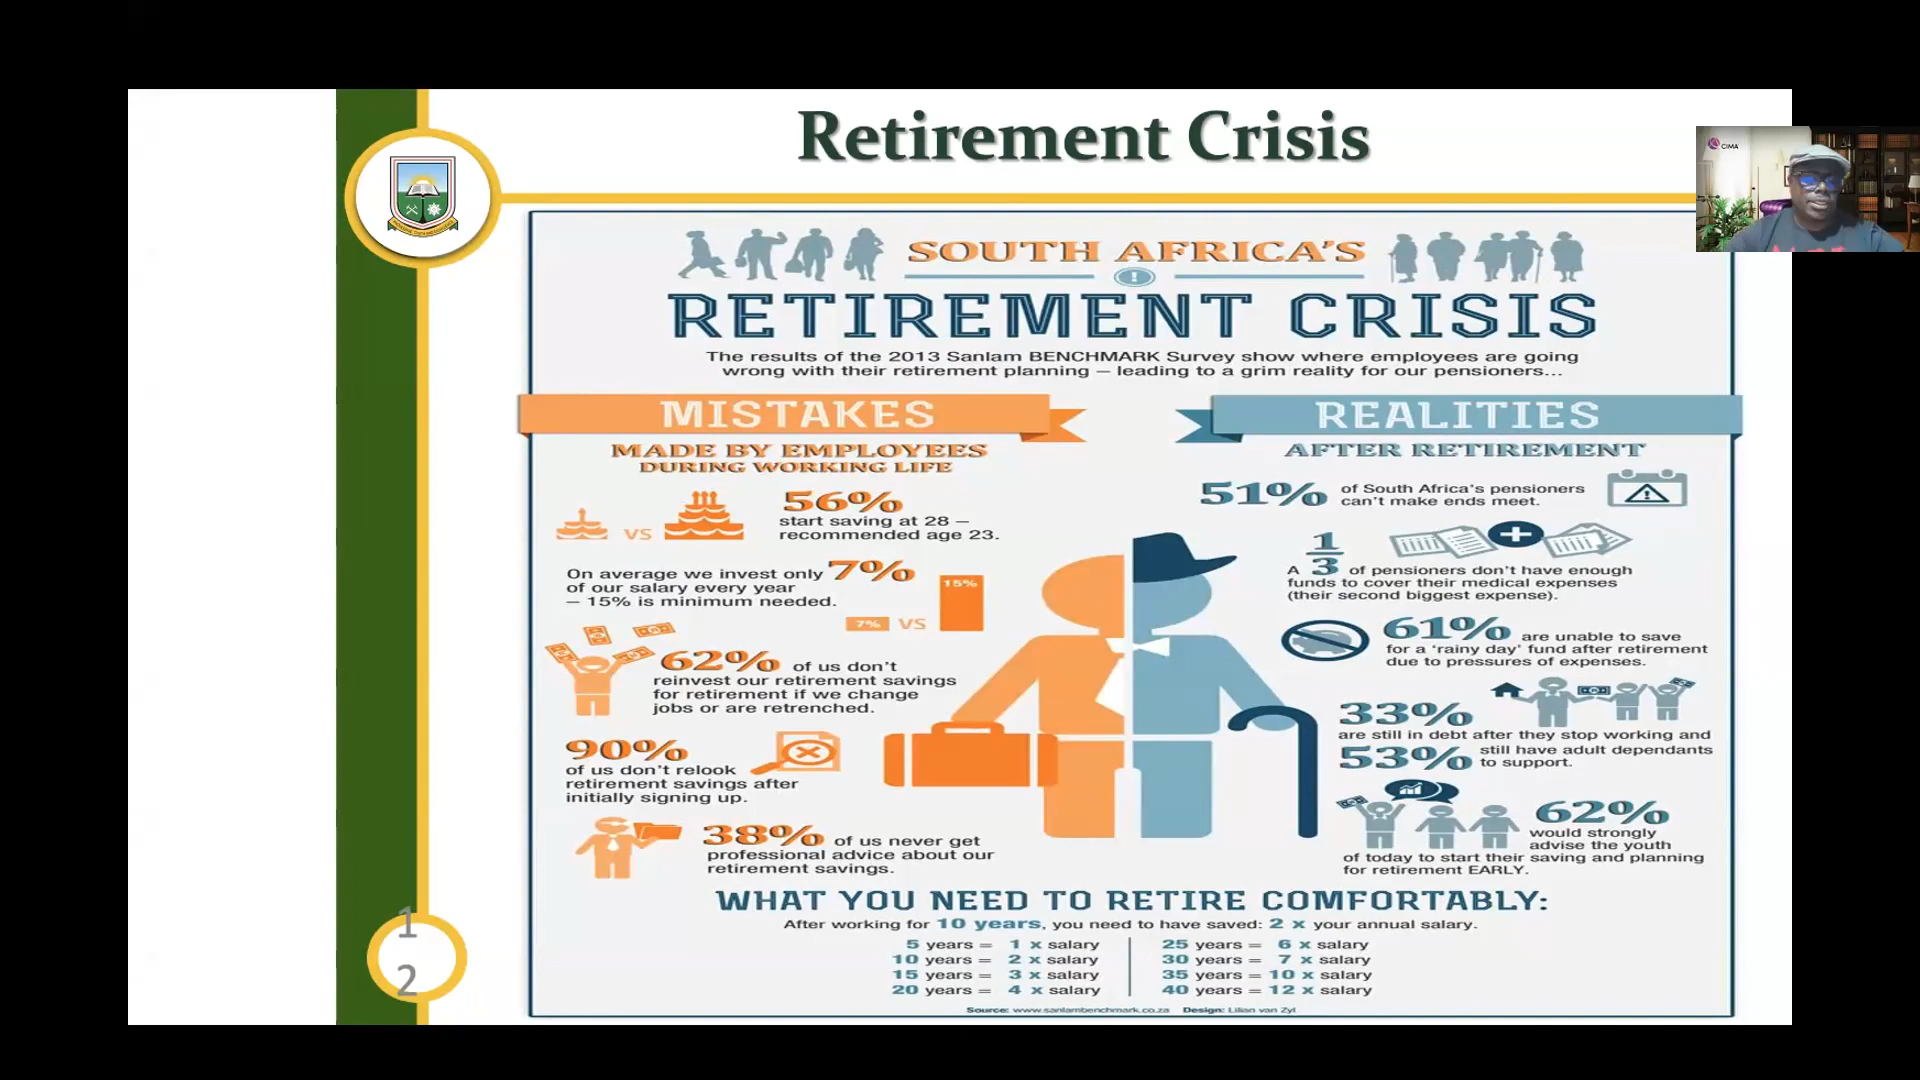 Retirement Crisis
CIMA
SOUTH AFRICA'S
RETIREMENT CRISIS
The results of the 2013 Sanlam BENCHMARK Survey show where employees are going
wrong with their retirement planning – leading to a grim reality for our pensioners...
MISTAKES
MADE BY EMPLOYEES
DURING WORKING LIFE
VS
56%
start saving at 28 –
recommended age 23.
On average we invest only 7%
of our salary every year
– 15% is minimum needed.
15%
7% VS
62% of us don't
reinvest our retirement savings
for retirement if we change
jobs or are retrenched.
90%
of us don't relook
retirement savings after
initially signing up.
38% of us never get
professional advice about our
retirement savings.
REALITIES
AFTER RETIREMENT
51% of South Africa's pensioners
can't make ends meet.
A 1/3 of pensioners don't have enough
funds to cover their medical expenses
(their second biggest expense).
61% are unable to save
for a 'rainy day' fund after retirement
due to pressures of expenses.
33%
are still in debt after they stop working and
53% still have adult dependants
to support.
62%
would strongly
advise the youth
of today to start their saving and planning
for retirement EARLY.
WHAT YOU NEED TO RETIRE COMFORTABLY:
After working for 10 years, you need to have saved: 2 x your annual salary.
5 years = 1 x salary
10 years = 2 x salary
15 years = 3 x salary
20 years = 4 x salary
25 years = 6 x salary
30 years = 7 x salary
35 years = 10 x salary
40 years = 12 x salary
Source: www.sanlambenchmark.co.za Design: Lilian van Zyl
1
2